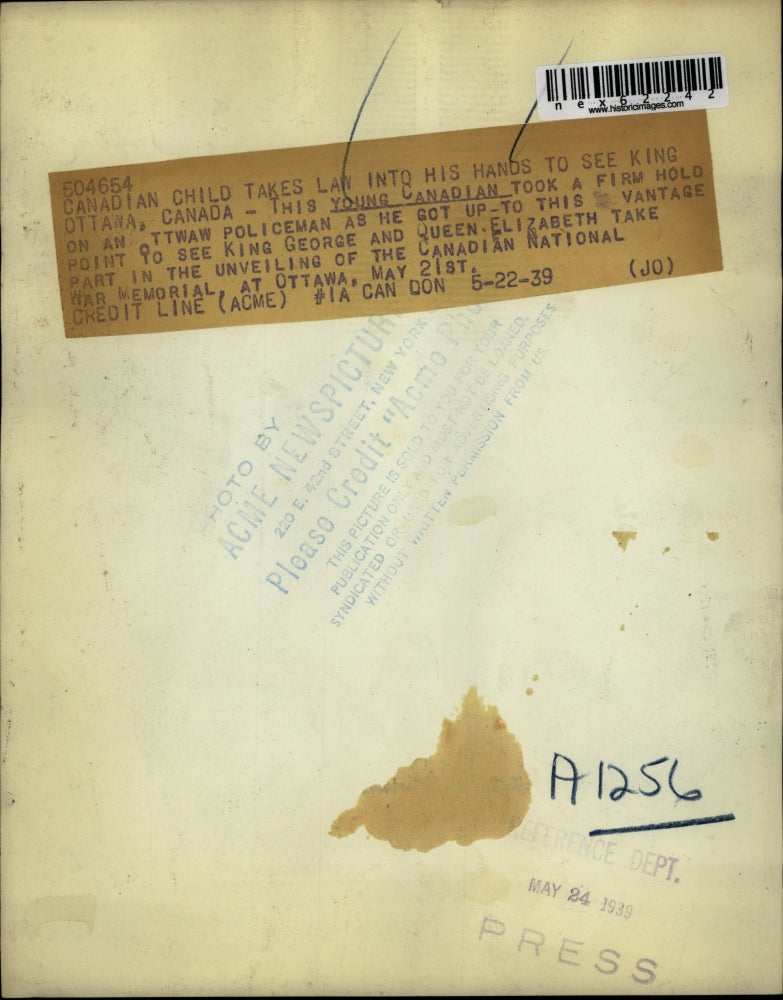 nex62242
www.historicimages.com
504654
CANADIAN CHILD TAKES LAW INTO HIS HANDS TO SEE KING
OTTAWA, CANADA - THIS YOUNG CANADIAN TOOK A FIRM HOLD
ON AN OTTWAW POLICEMAN AS HE GOT UP-TO THIS VANTAGE
POINT TO SEE KING GEORGE AND QUEEN ELIZABETH TAKE
PART IN THE UNVEILING OF THE CANADIAN NATIONAL
WAR MEMORIAL, AT OTTAWA, MAY 21ST.
CREDIT LINE (ACME) #1A CAN DON 5-22-39 (JO)
PHOTO BY
ACME NEWSPICTUR
220 E. 42nd STREET, NEW YORK
Please Credit "Acme Pho
THIS PICTURE IS SOLD TO YOU FOR YOUR
PUBLICATION ONLY AND MUST NOT BE LOANED,
SYNDICATED OR USED FOR ADVERTISING PURPOSES
WITHOUT WRITTEN PERMISSION FROM US.
A1256
REFERENCE DEPT.
MAY 24 1939
PRESS